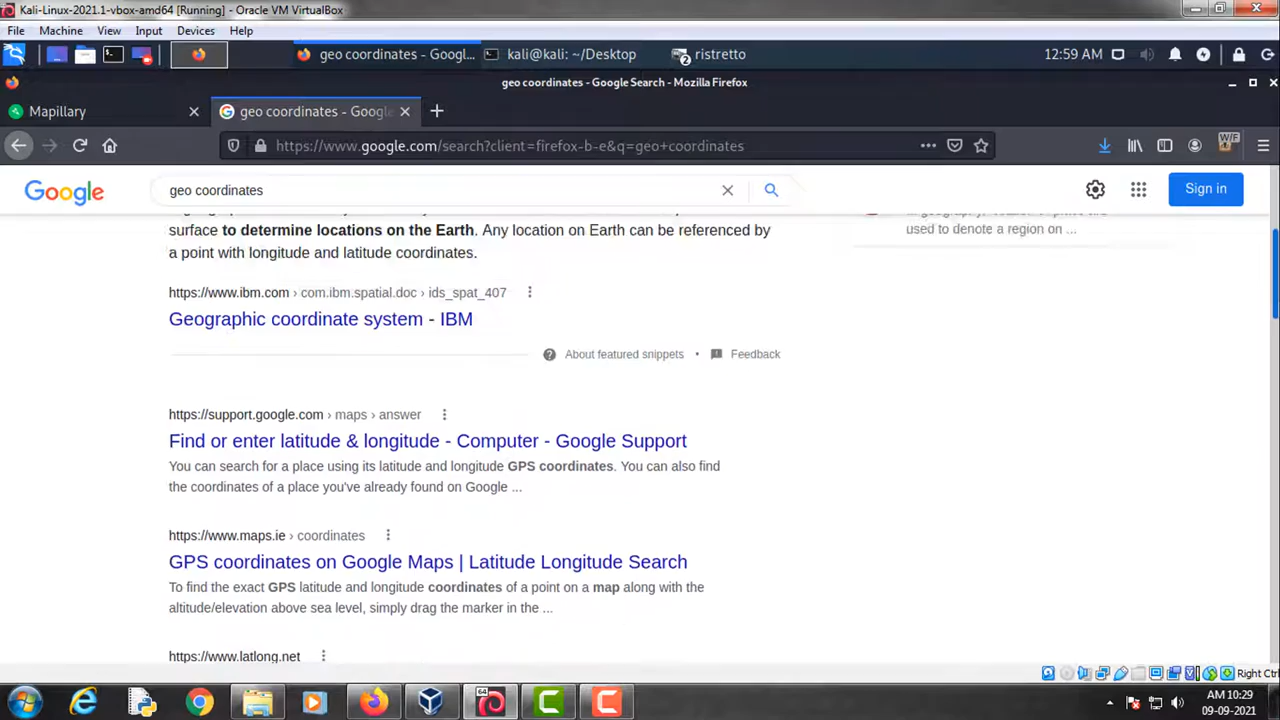 Kali-Linux-2021.1-vbox-amd64 [Running] - Oracle VM VirtualBox
File Machine View Input Devices Help
geo coordinates - Googl... kali@kali: ~/Desktop 2 ristretto 12:59 AM
geo coordinates - Google Search - Mozilla Firefox
Mapillary geo coordinates - Google
https://www.google.com/search?client=firefox-b-e&q=geo+coordinates
Google geo coordinates Sign in
surface to determine locations on the Earth. Any location on Earth can be referenced by
a point with longitude and latitude coordinates.
used to denote a region on ...
https://www.ibm.com › com.ibm.spatial.doc › ids_spat_407
Geographic coordinate system - IBM
About featured snippets • Feedback
https://support.google.com › maps › answer
Find or enter latitude & longitude - Computer - Google Support
You can search for a place using its latitude and longitude GPS coordinates. You can also find
the coordinates of a place you've already found on Google ...
https://www.maps.ie › coordinates
GPS coordinates on Google Maps | Latitude Longitude Search
To find the exact GPS latitude and longitude coordinates of a point on a map along with the
altitude/elevation above sea level, simply drag the marker in the ...
https://www.latlong.net
Right Ctrl
64
AM 10:29
09-09-2021